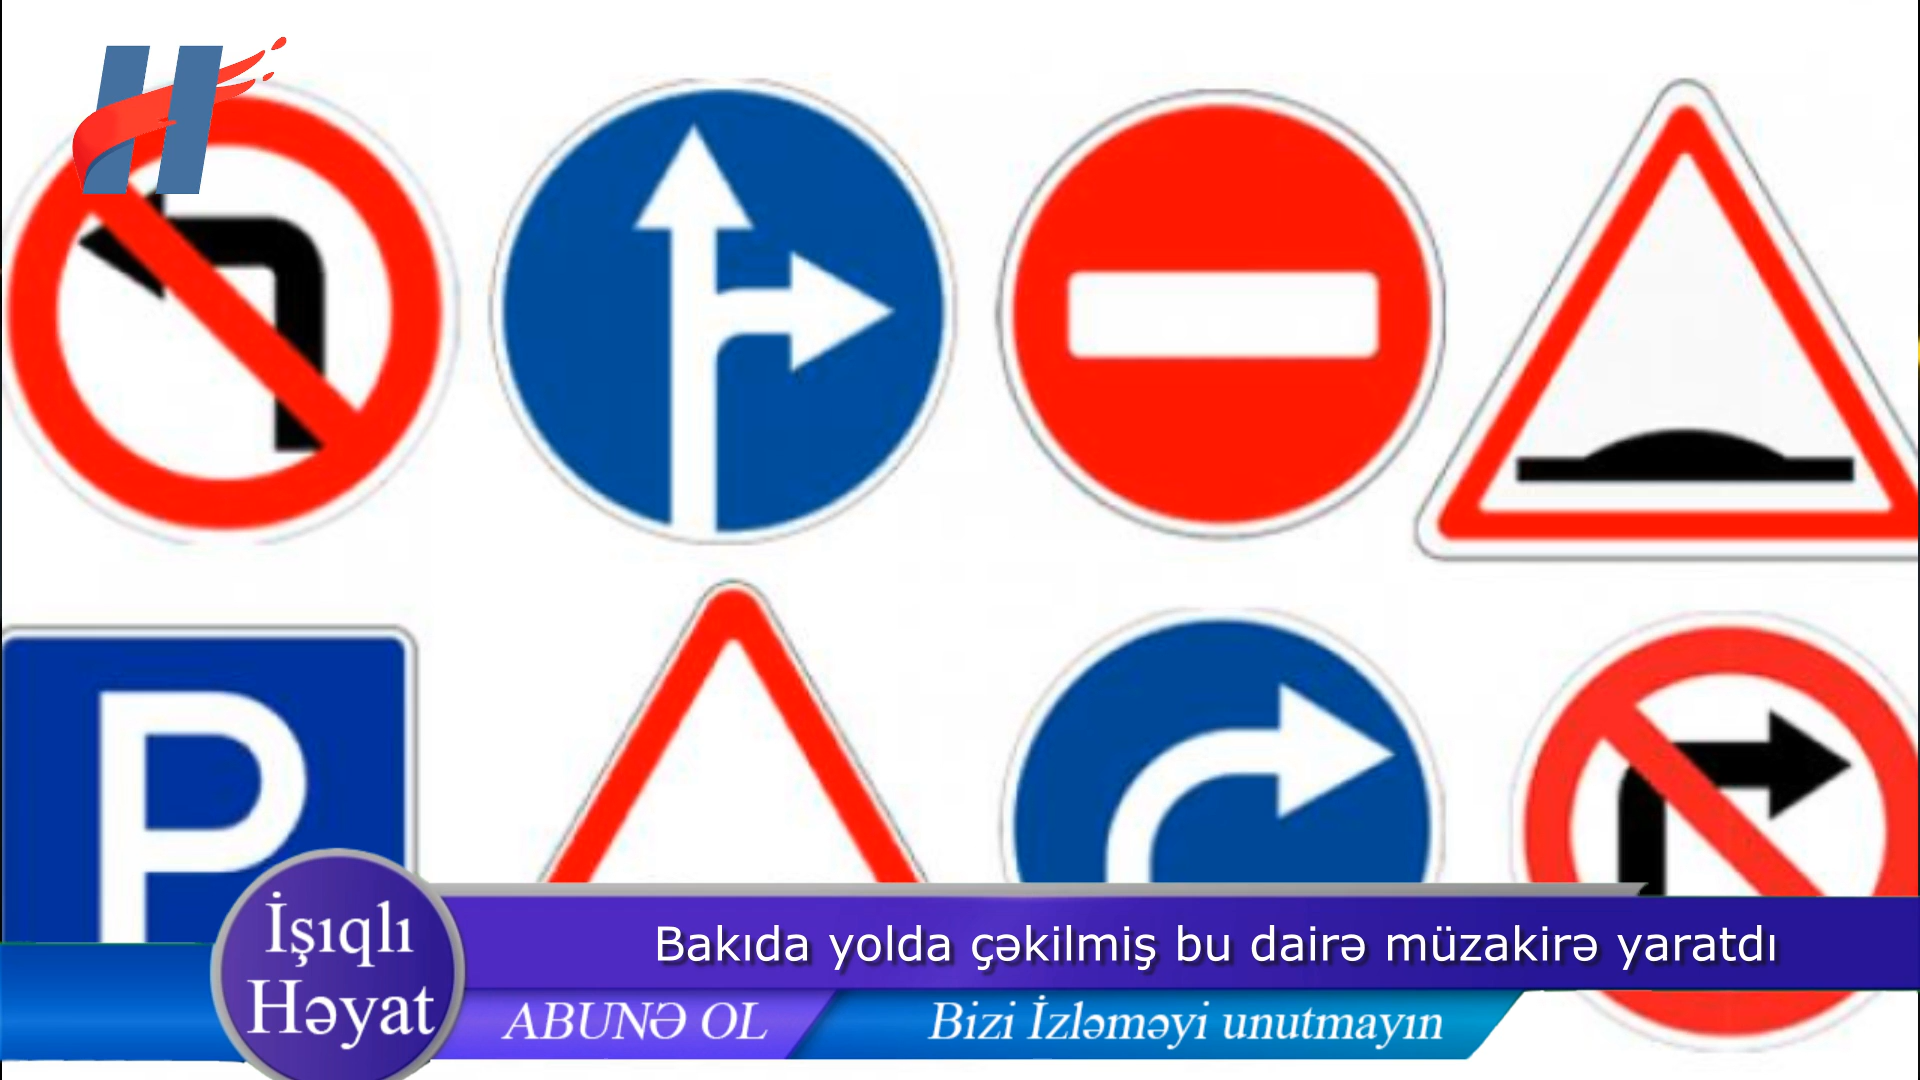 H
P
İşıqlı
Həyat
Bakıda yolda çəkilmiş bu dairə müzakirə yaratdı
ABUNƏ OL
Bizi İzləməyi unutmayın